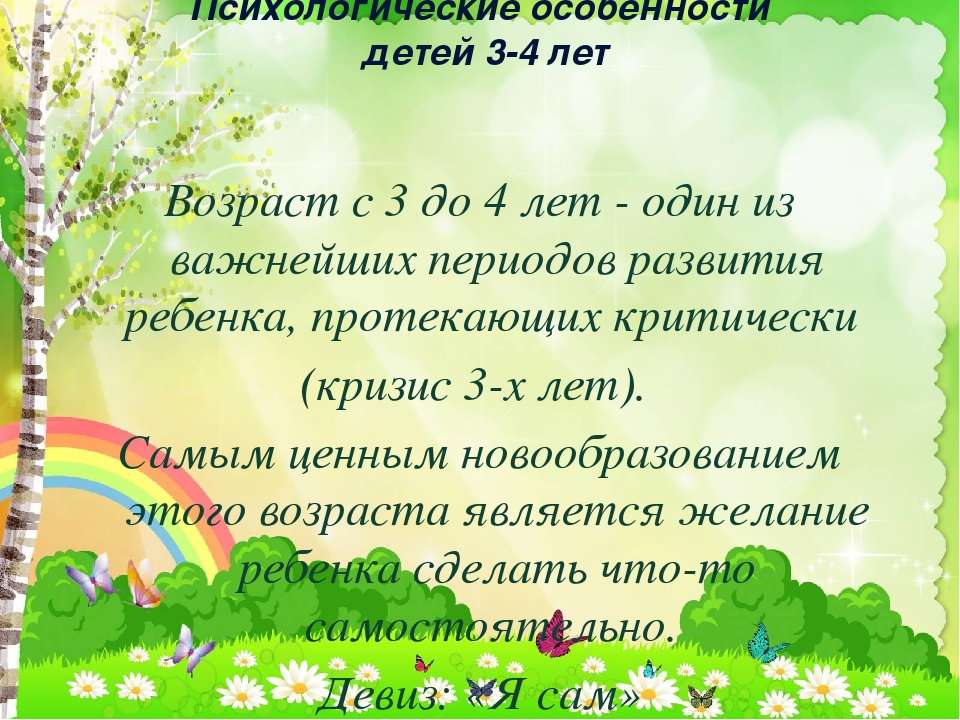 Психологические особенности
детей 3-4 лет
Возраст с 3 до 4 лет - один из
важнейших периодов развития
ребенка, протекающих критически
(кризис 3-х лет).
Самым ценным новообразованием
этого возраста является желание
ребенка сделать что-то
самостоятельно.
Девиз: «Я сам»